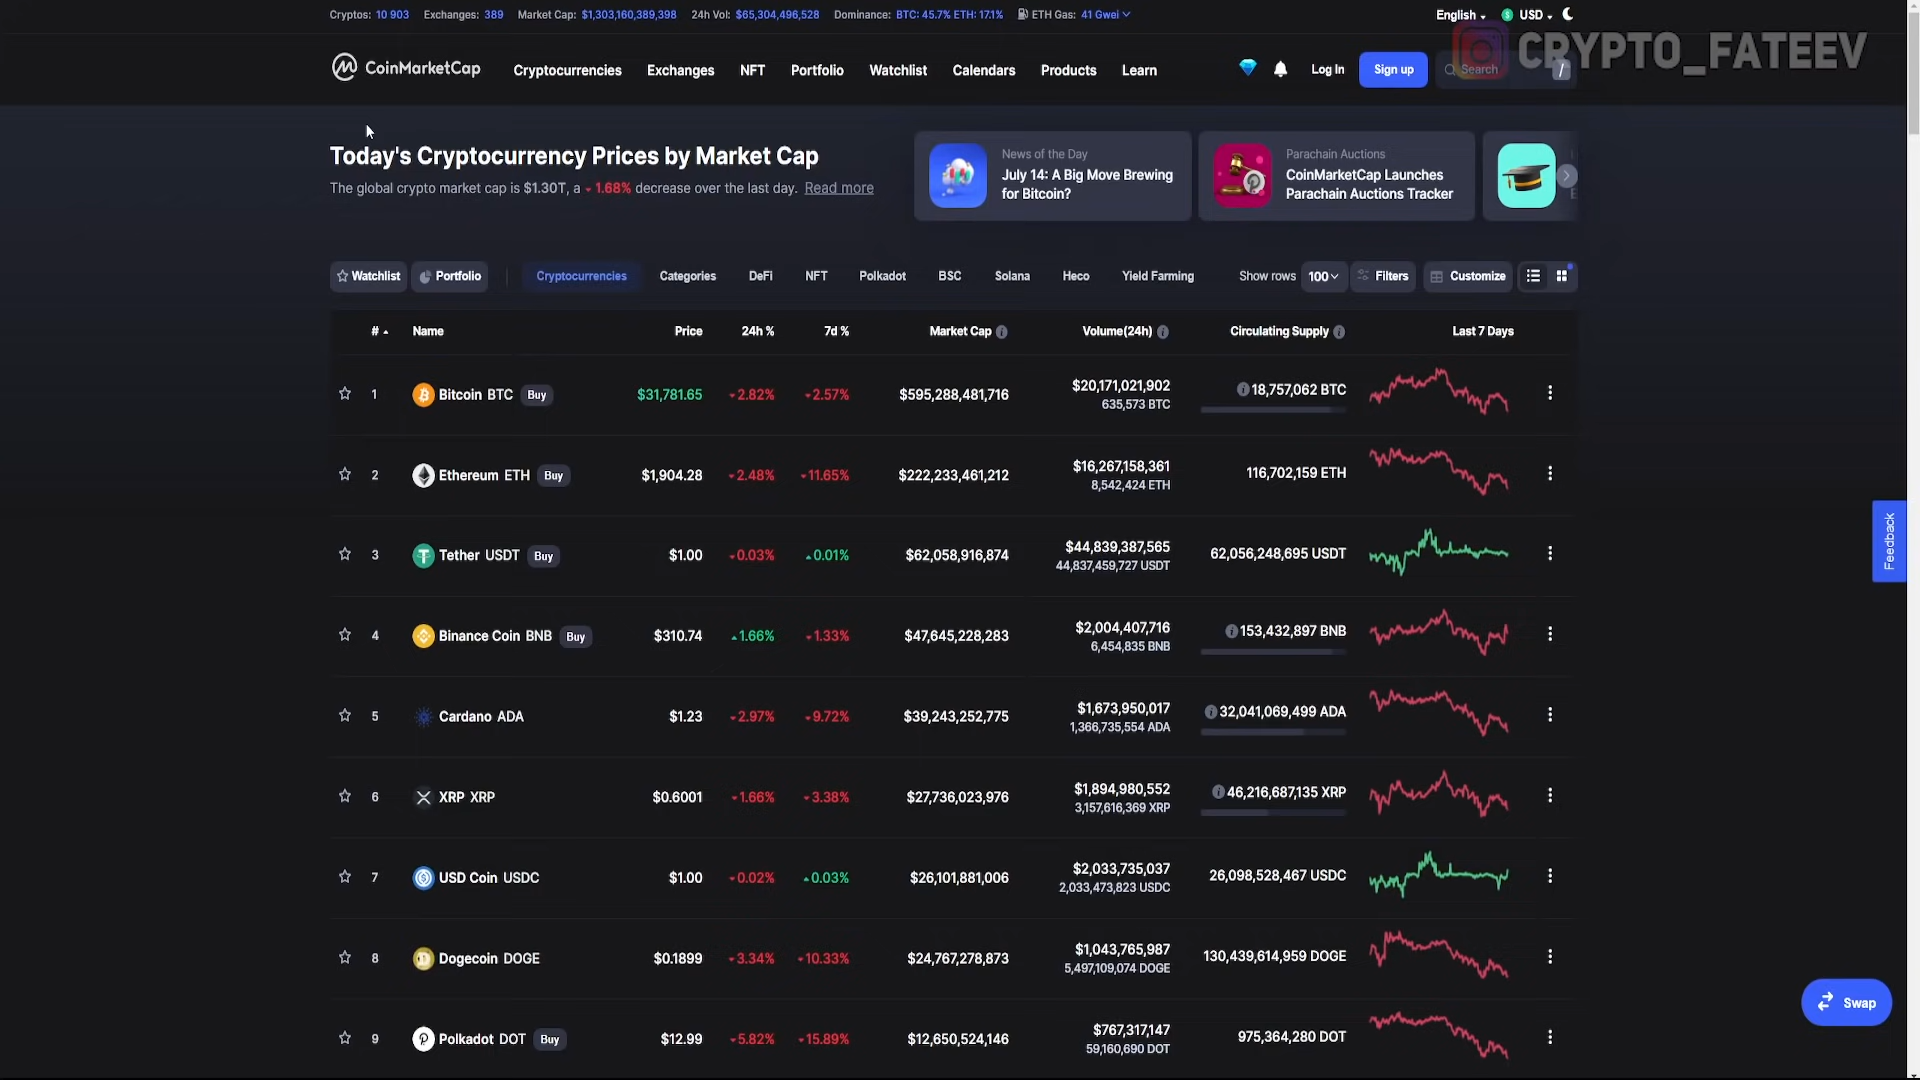 Cryptos: 10 903 Exchanges: 389 Market Cap: $1,303,160,389,398 24h Vol: $65,304,496,528 Dominance: BTC: 45.7% ETH: 17.1% ETH Gas: 41 Gwei English USD
CRYPTO_FATEEV
CoinMarketCap Cryptocurrencies Exchanges NFT Portfolio Watchlist Calendars Products Learn Log In Sign up Search /
Today's Cryptocurrency Prices by Market Cap
The global crypto market cap is $1.30T, a 1.68% decrease over the last day. Read more
News of the Day
July 14: A Big Move Brewing
for Bitcoin?
Parachain Auctions
CoinMarketCap Launches
Parachain Auctions Tracker
Watchlist Portfolio Cryptocurrencies Categories DeFi NFT Polkadot BSC Solana Heco Yield Farming Show rows 100 Filters Customize
# Name Price 24h % 7d % Market Cap Volume(24h) Circulating Supply Last 7 Days
1 Bitcoin BTC Buy $31,781.65 2.82% 2.57% $595,288,481,716 $20,171,021,902 18,757,062 BTC
635,573 BTC
2 Ethereum ETH Buy $1,904.28 2.48% 11.65% $222,233,461,212 $16,267,158,361 116,702,159 ETH
8,542,424 ETH
3 Tether USDT Buy $1.00 0.03% 0.01% $62,058,916,874 $44,839,387,565 62,056,248,695 USDT
44,837,459,727 USDT
4 Binance Coin BNB Buy $310.74 1.66% 1.33% $47,645,228,283 $2,004,407,716 153,432,897 BNB
6,454,835 BNB
5 Cardano ADA $1.23 2.97% 9.72% $39,243,252,775 $1,673,950,017 32,041,069,499 ADA
1,366,735,554 ADA
6 XRP XRP $0.6001 1.66% 3.38% $27,736,023,976 $1,894,980,552 46,216,687,135 XRP
3,157,616,369 XRP
7 USD Coin USDC $1.00 0.02% 0.03% $26,101,881,006 $2,033,735,037 26,098,528,467 USDC
2,033,473,823 USDC
8 Dogecoin DOGE $0.1899 3.34% 10.33% $24,767,278,873 $1,043,765,987 130,439,614,959 DOGE
5,497,109,074 DOGE
9 Polkadot DOT Buy $12.99 5.82% 15.89% $12,650,524,146 $767,317,147 975,364,280 DOT
59,160,690 DOT
Feedback
Swap